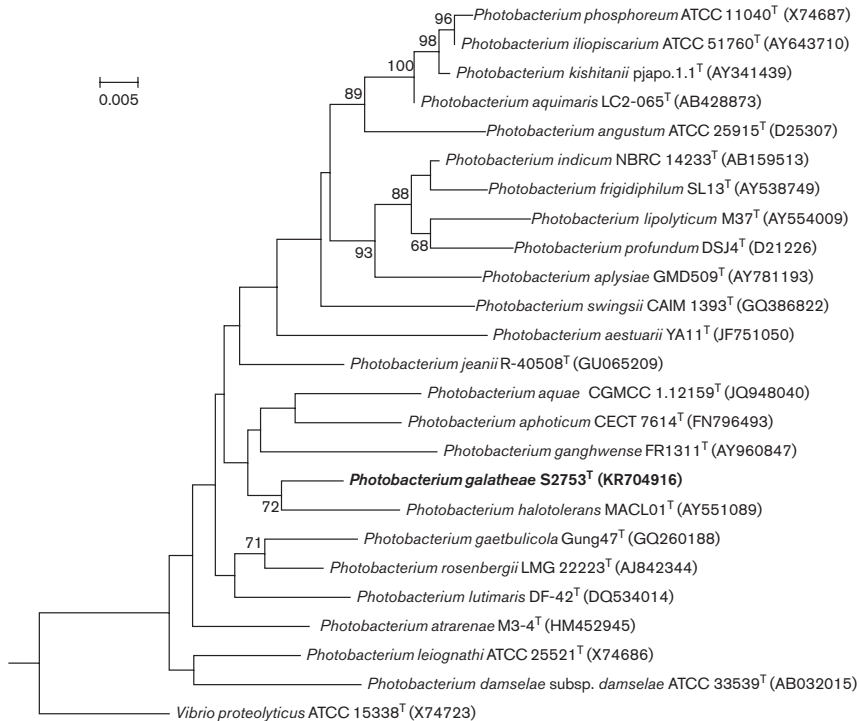 96
Photobacterium phosphoreum ATCC 11040T (X74687)
98
Photobacterium iliopiscarium ATCC 51760T (AY643710)
100
Photobacterium kishitanii pjapo.1.1T (AY341439)
0.005
89
Photobacterium aquimaris LC2-065T (AB428873)
Photobacterium angustum ATCC 25915T (D25307)
Photobacterium indicum NBRC 14233T (AB159513)
88
Photobacterium frigidiphilum SL13T (AY538749)
Photobacterium lipolyticum M37T (AY554009)
68
Photobacterium profundum DSJ4T (D21226)
93
Photobacterium aplysiae GMD509T (AY781193)
Photobacterium swingsii CAIM 1393T (GQ386822)
Photobacterium aestuarii YA11T (JF751050)
Photobacterium jeanii R-40508T (GU065209)
Photobacterium aquae CGMCC 1.12159T (JQ948040)
Photobacterium aphoticum CECT 7614T (FN796493)
Photobacterium ganghwense FR1311T (AY960847)
Photobacterium galatheae S2753T (KR704916)
72
Photobacterium halotolerans MACL01T (AY551089)
71
Photobacterium gaetbulicola Gung47T (GQ260188)
Photobacterium rosenbergii LMG 22223T (AJ842344)
Photobacterium lutimaris DF-42T (DQ534014)
Photobacterium atrarenae M3-4T (HM452945)
Photobacterium leiognathi ATCC 25521T (X74686)
Photobacterium damselae subsp. damselae ATCC 33539T (AB032015)
Vibrio proteolyticus ATCC 15338T (X74723)